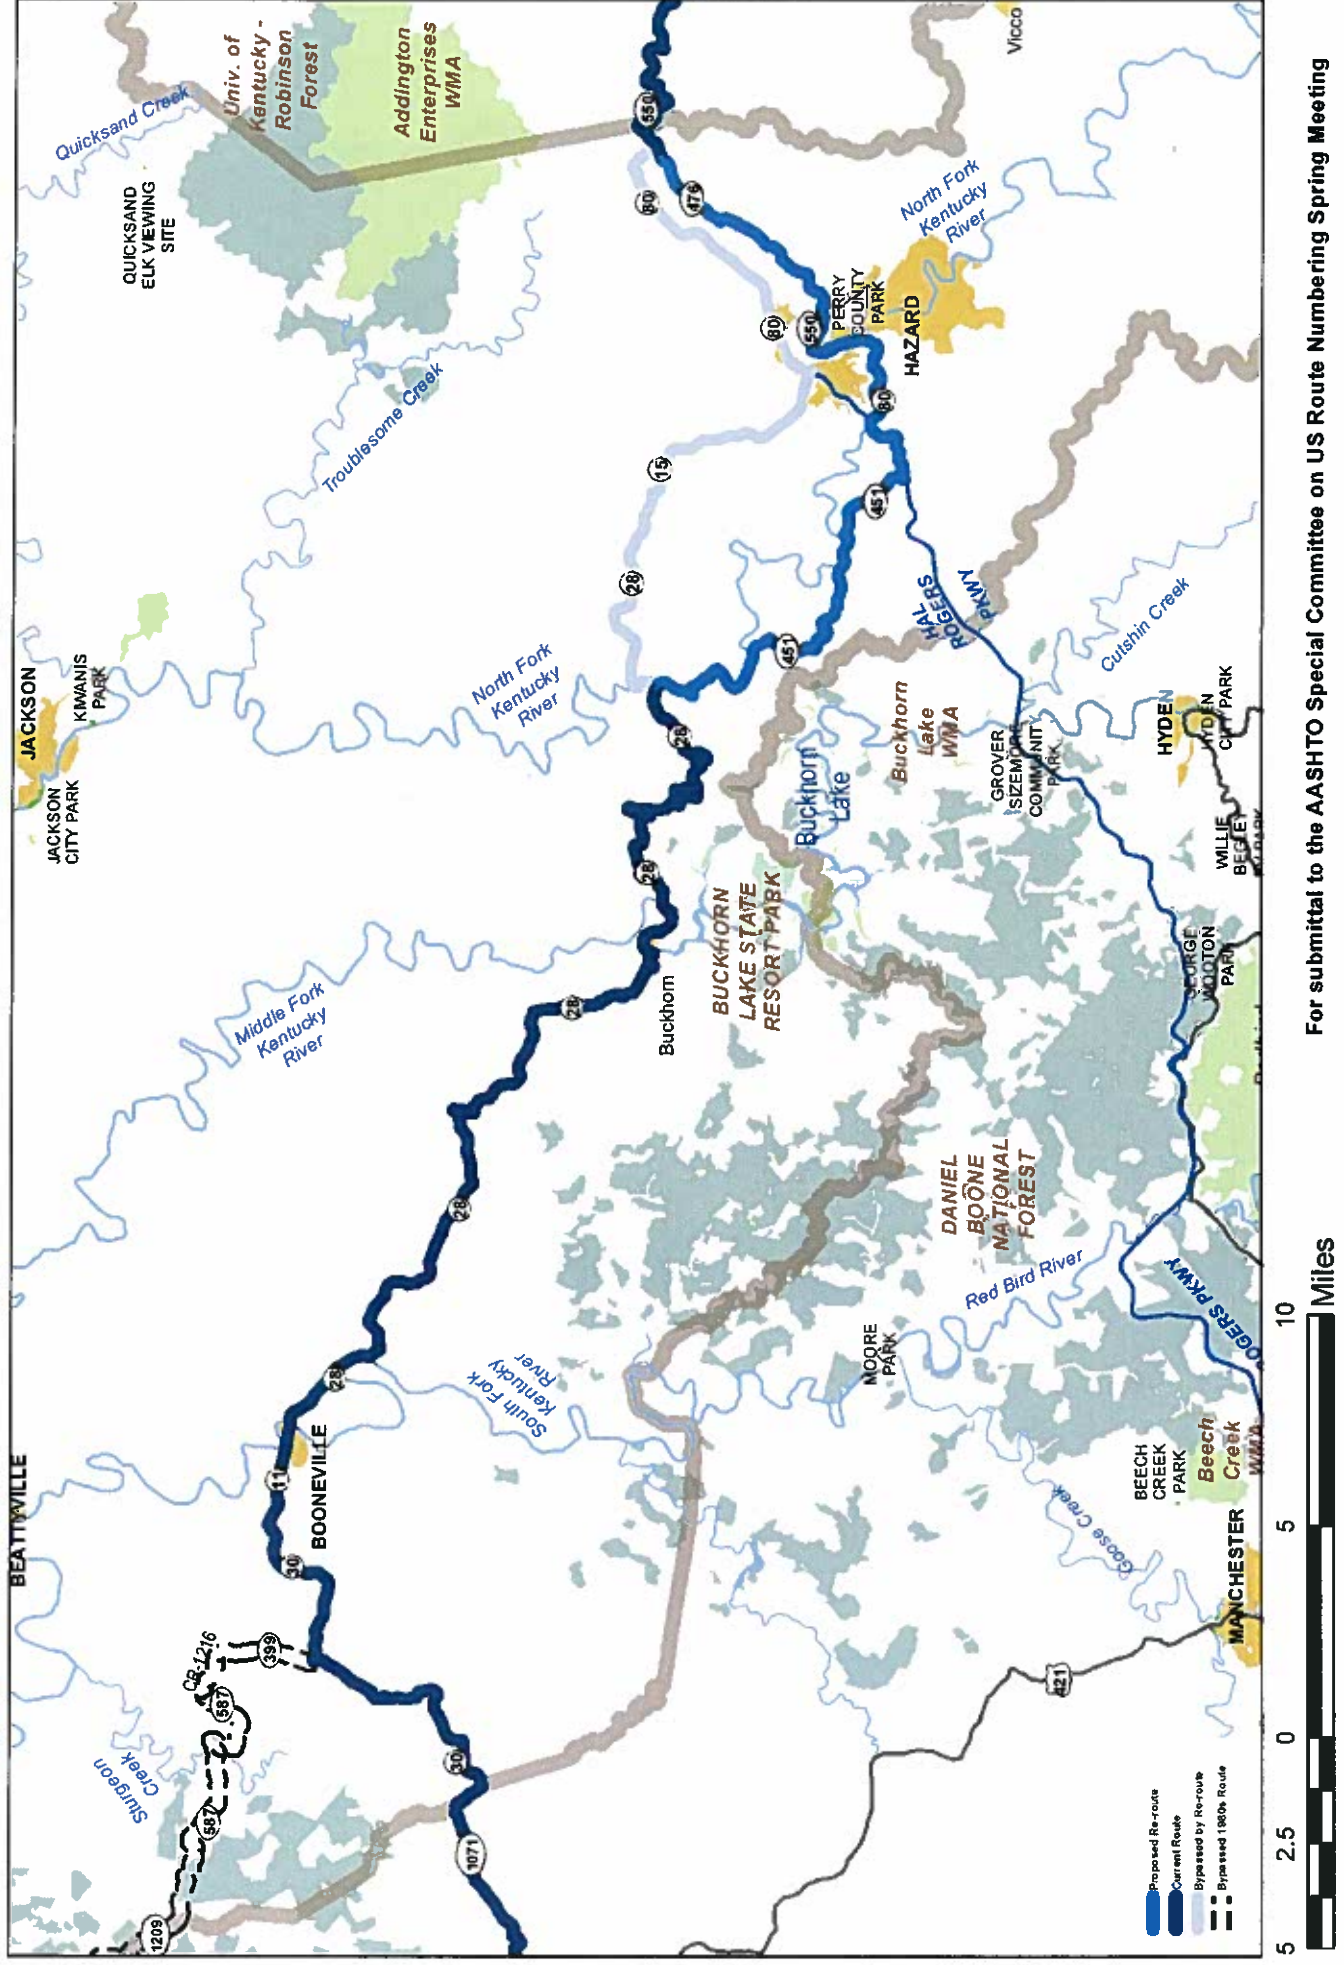 BEATTYVILLE
JACKSON
JACKSON
CITY PARK
KIWANIS
PARK
Quicksand Creek
QUICKSAND
ELK VIEWING
SITE
Univ. of
Kentucky -
Robinson
Forest
Addington
Enterprises
WMA
Troublesome Creek
Sturgeon
Creek
CR-1216
1209
587
587
399
Middle Fork
Kentucky
River
North Fork
Kentucky
River
BOONEVILLE
30
11
28
28
28
28
28
30
1071
South Fork
Kentucky
River
Buckhorn
BUCKHORN
LAKE STATE
RESORT PARK
Buckhorn
Lake
Buckhorn
Lake
WMA
28
15
80
80
550
476
550
80
451
451
PERRY
COUNTY
PARK
HAZARD
North Fork
Kentucky
River
Vicco
HAL
ROGERS
PKWY
Cutshin Creek
GROVER
SIZEMORE
COMMUNITY
PARK
HYDEN
HYDEN
CITY PARK
WILLIE
BEGLEY
GEORGE
WOOTON
PARK
DANIEL
BOONE
NATIONAL
FOREST
Red Bird River
MOORE
PARK
OGERS PKWY
BEECH
CREEK
PARK
Beech
Creek
WMA
Goose Creek
MANCHESTER
421
Proposed Re-route
Current Route
Bypassed by Re-route
Bypassed 1980s Route
5 2.5 0 5 10
Miles
For submittal to the AASHTO Special Committee on US Route Numbering Spring Meeting